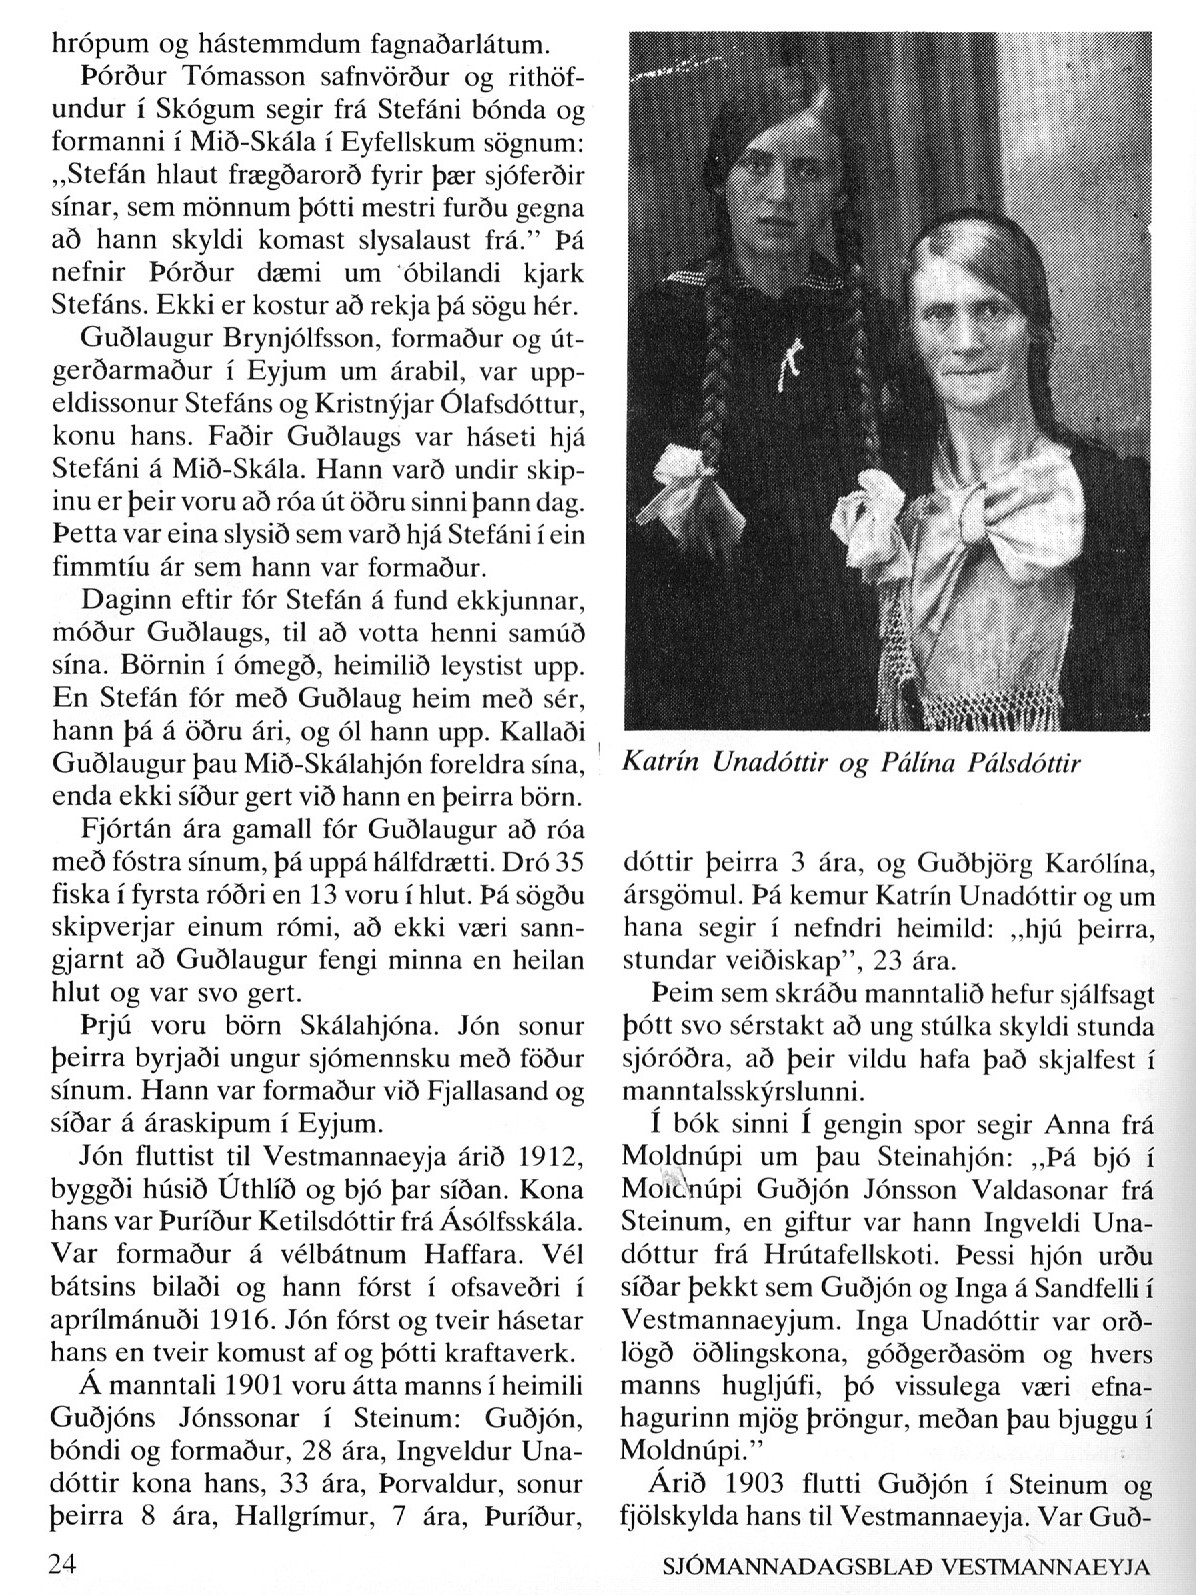 hrópum og hástemmdum fagnaðarlátum.
Þórður Tómasson safnvörður og rithöf-
undur í Skógum segir frá Stefáni bónda og
formanni í Mið-Skála í Eyfellskum sögnum:
,,Stefán hlaut frægðarorð fyrir þær sjóferðir
sínar, sem mönnum þótti mestri furðu gegna
að hann skyldi komast slysalaust frá.” Þá
nefnir Þórður dæmi um óbilandi kjark
Stefáns. Ekki er kostur að rekja þá sögu hér.
Guðlaugur Brynjólfsson, formaður og út-
gerðarmaður í Eyjum um árabil, var upp-
eldissonur Stefáns og Kristnýjar Ólafsdóttur,
konu hans. Faðir Guðlaugs var háseti hjá
Stefáni á Mið-Skála. Hann varð undir skip-
inu er þeir voru að róa út öðru sinni þann dag.
Þetta var eina slysið sem varð hjá Stefáni í ein
fimmtíu ár sem hann var formaður.
Daginn eftir fór Stefán á fund ekkjunnar,
móður Guðlaugs, til að votta henni samúð
sína. Börnin í ómegð, heimilið leystist upp.
En Stefán fór með Guðlaug heim með sér,
hann þá á öðru ári, og ól hann upp. Kallaði
Guðlaugur þau Mið-Skálahjón foreldra sína,
enda ekki síður gert við hann en þeirra börn.
Fjórtán ára gamall fór Guðlaugur að róa
með fóstra sínum, þá uppá hálfdrætti. Dró 35
fiska í fyrsta róðri en 13 voru í hlut. Þá sögðu
skipverjar einum rómi, að ekki væri sann-
gjarnt að Guðlaugur fengi minna en heilan
hlut og var svo gert.
Þrjú voru börn Skálahjóna. Jón sonur
þeirra byrjaði ungur sjómennsku með föður
sínum. Hann var formaður við Fjallasand og
síðar á áraskipum í Eyjum.
Jón fluttist til Vestmannaeyja árið 1912,
byggði húsið Úthlíð og bjó þar síðan. Kona
hans var Þuríður Ketilsdóttir frá Ásólfsskála.
Var formaður á vélbátnum Haffara. Vél
bátsins bilaði og hann fórst í ofsaveðri í
aprílmánuði 1916. Jón fórst og tveir hásetar
hans en tveir komust af og þótti kraftaverk.
Á manntali 1901 voru átta manns í heimili
Guðjóns Jónssonar í Steinum: Guðjón,
bóndi og formaður, 28 ára, Ingveldur Una-
dóttir kona hans, 33 ára, Þorvaldur, sonur
þeirra 8 ára, Hallgrímur, 7 ára, Þuríður,
Katrín Unadóttir og Pálína Pálsdóttir
dóttir þeirra 3 ára, og Guðbjörg Karólína,
ársgömul. Þá kemur Katrín Unadóttir og um
hana segir í nefndri heimild: ,,hjú þeirra,
stundar veiðiskap”, 23 ára.
Þeim sem skráðu manntalið hefur sjálfsagt
þótt svo sérstakt að ung stúlka skyldi stunda
sjóróðra, að þeir vildu hafa það skjalfest í
manntalsskýrslunni.
Í bók sinni Í gengin spor segir Anna frá
Moldnúpi um þau Steinahjón: ,,Þá bjó í
Moldnúpi Guðjón Jónsson Valdasonar frá
Steinum, en giftur var hann Ingveldi Una-
dóttur frá Hrútafellskoti. Þessi hjón urðu
síðar þekkt sem Guðjón og Inga á Sandfelli í
Vestmannaeyjum. Inga Unadóttir var orð-
lögð öðlingskona, góðgerðasöm og hvers
manns hugljúfi, þó vissulega væri efna-
hagurinn mjög þröngur, meðan þau bjuggu í
Moldnúpi.”
Árið 1903 flutti Guðjón í Steinum og
fjölskylda hans til Vestmannaeyja. Var Guð-
24
SJÓMANNADAGSBLAÐ VESTMANNAEYJA